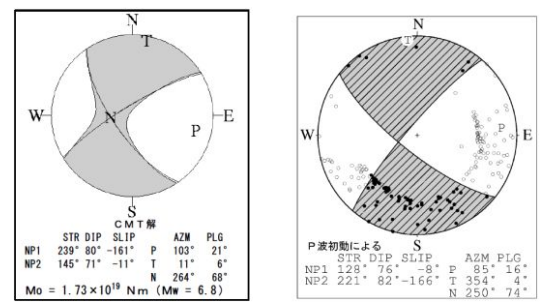 N
T
W
N
P
E
S
CMT解
STR DIP SLIP AZM PLG
NP1 239° 80° -161° P 103° 21°
NP2 145° 71° -11° T 11° 6°
N 264° 68°
Mo = 1.73×10¹⁹ Nm (Mw = 6.8)
N
T
W
P
E
S
P波初動による
STR DIP SLIP AZM PLG
NP1 128° 76° -8° P 85° 16°
NP2 221° 82° -166° T 354° 4°
N 250° 74°